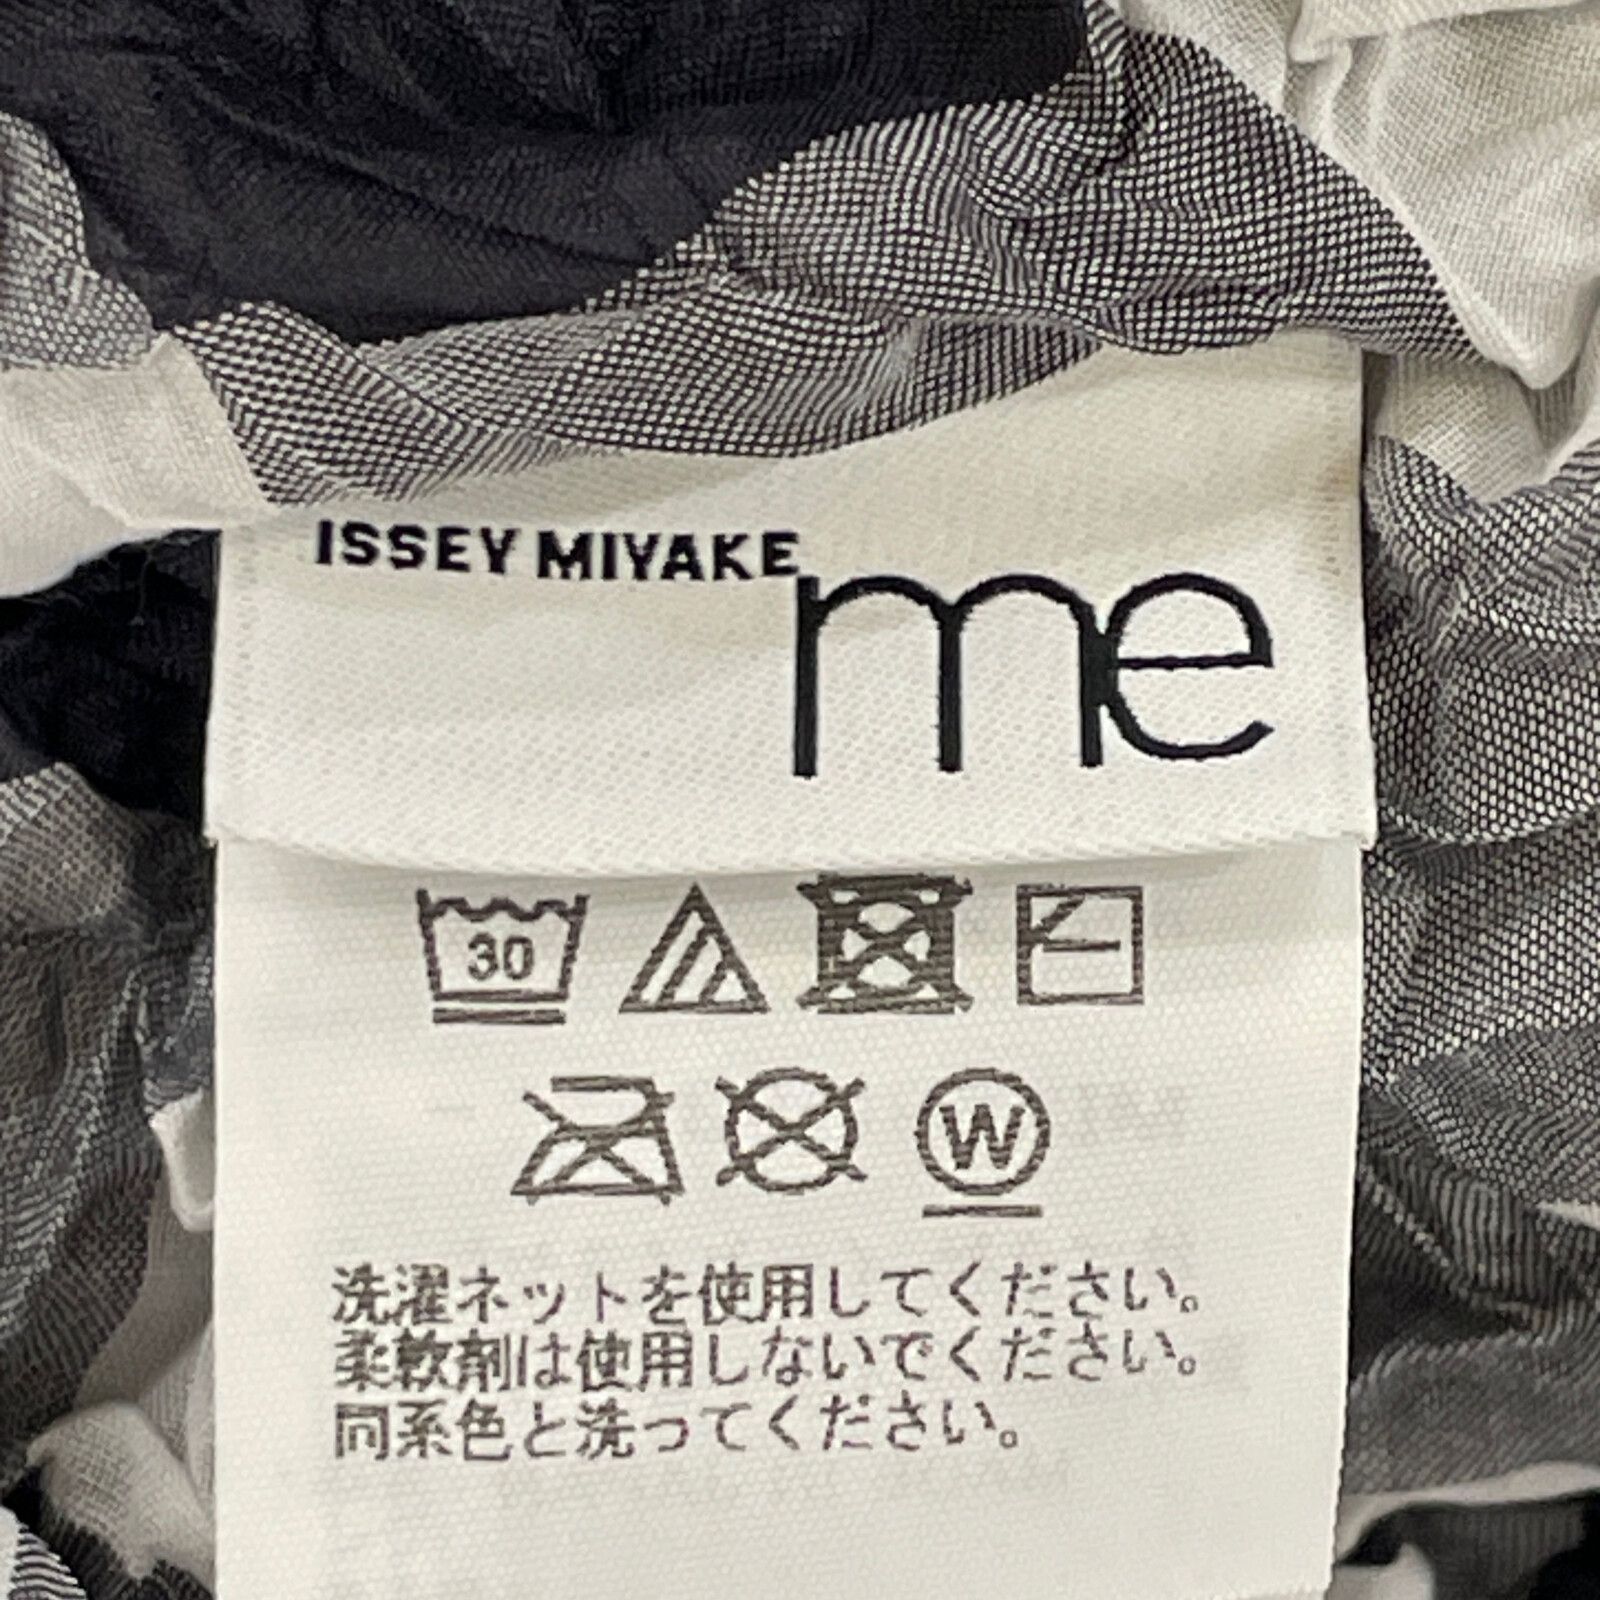 ISSEY MIYAKE
me
30
W
洗濯ネットを使用してください。
柔軟剤は使用しないでください。
同系色と洗ってください。